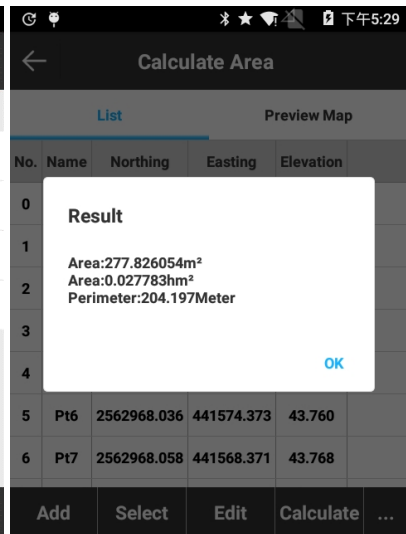 下午5:29
Calculate Area
List
Preview Map
No. Name Northing Easting Elevation
0
1
2
3
4
Result
Area:277.826054m²
Area:0.027783hm²
Perimeter:204.197Meter
OK
5 Pt6 2562968.036 441574.373 43.760
6 Pt7 2562968.058 441568.371 43.768
Add Select Edit Calculate ...